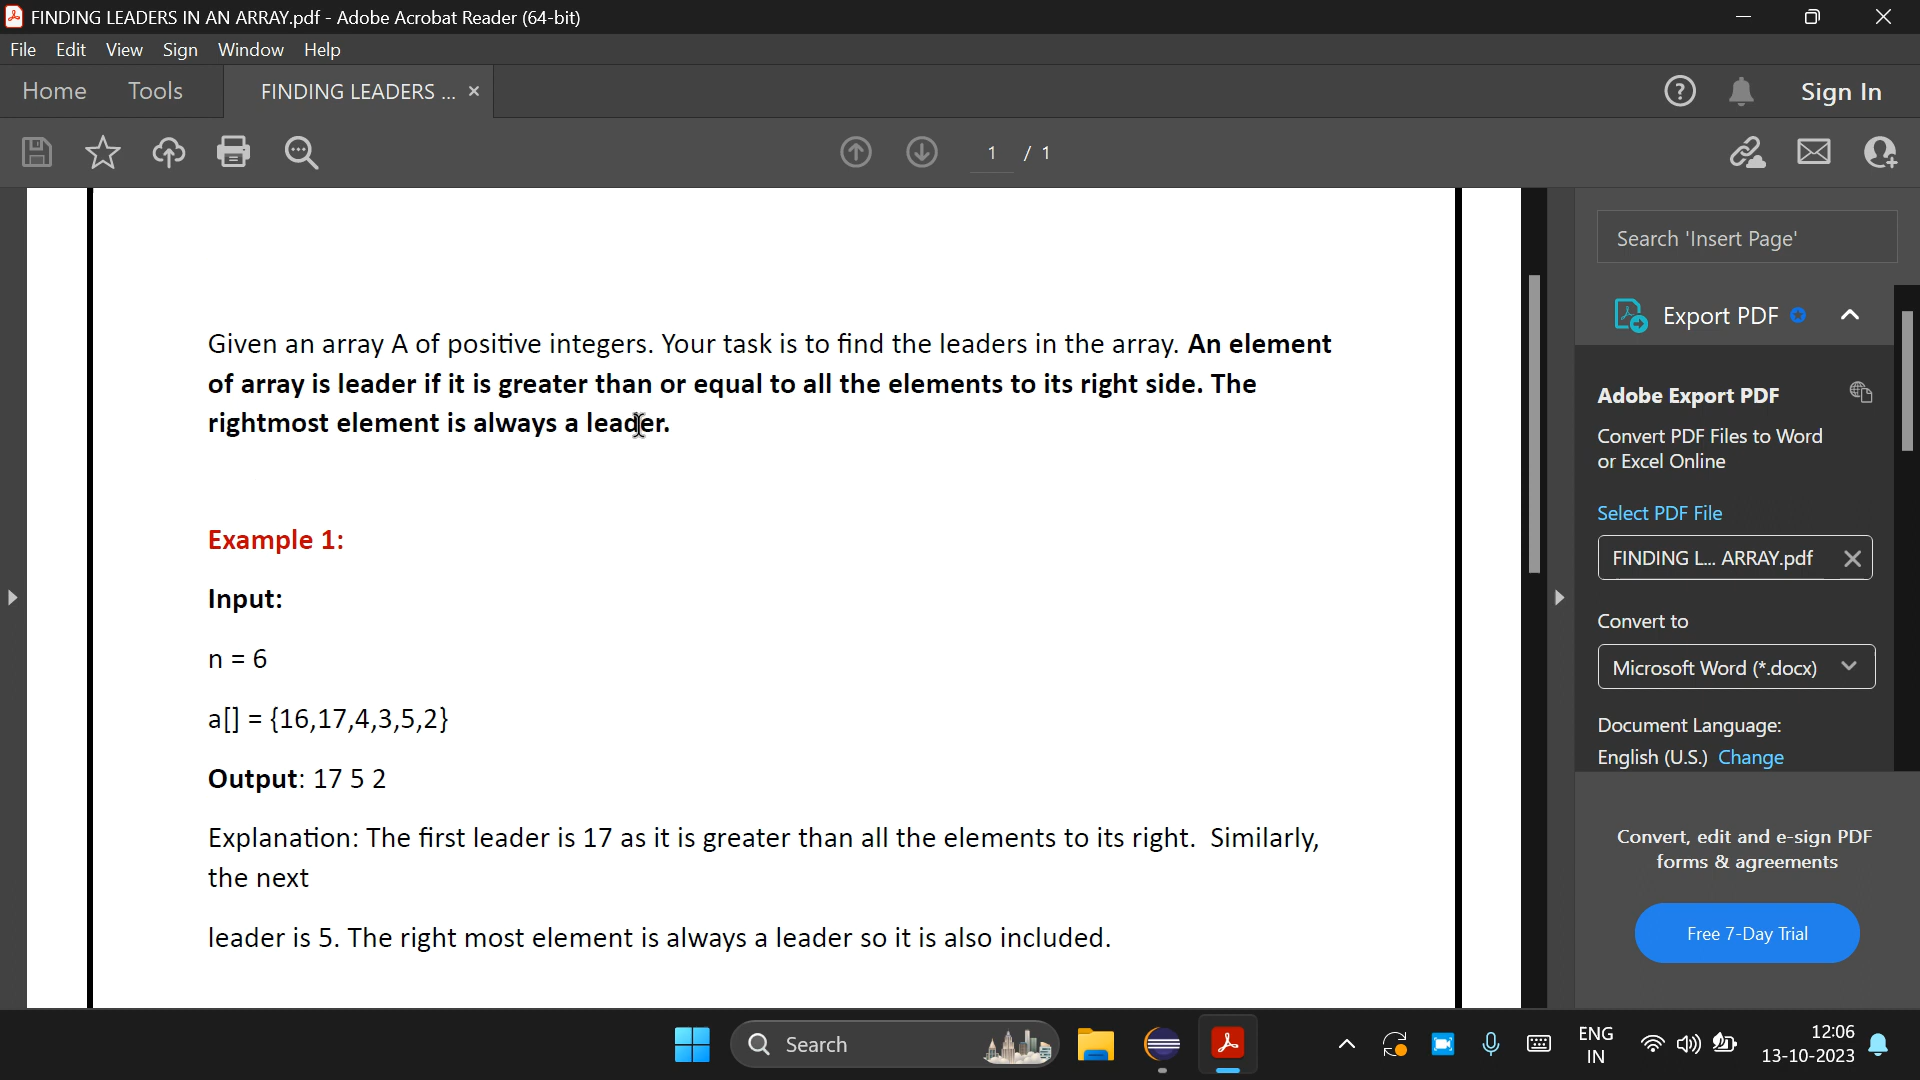 FINDING LEADERS IN AN ARRAY.pdf - Adobe Acrobat Reader (64-bit)
File Edit View Sign Window Help
Home Tools FINDING LEADERS ... × Sign In
1 / 1
Search 'Insert Page'
Export PDF
Adobe Export PDF
Convert PDF Files to Word
or Excel Online
Select PDF File
FINDING L... ARRAY.pdf
Convert to
Microsoft Word (*.docx)
Document Language:
English (U.S.) Change
Convert, edit and e-sign PDF
forms & agreements
Free 7-Day Trial
Given an array A of positive integers. Your task is to find the leaders in the array. An element
of array is leader if it is greater than or equal to all the elements to its right side. The
rightmost element is always a leader.
Example 1:
Input:
n = 6
a[] = {16,17,4,3,5,2}
Output: 17 5 2
Explanation: The first leader is 17 as it is greater than all the elements to its right.  Similarly,
the next
leader is 5. The right most element is always a leader so it is also included.
Search
ENG
IN
12:06
13-10-2023